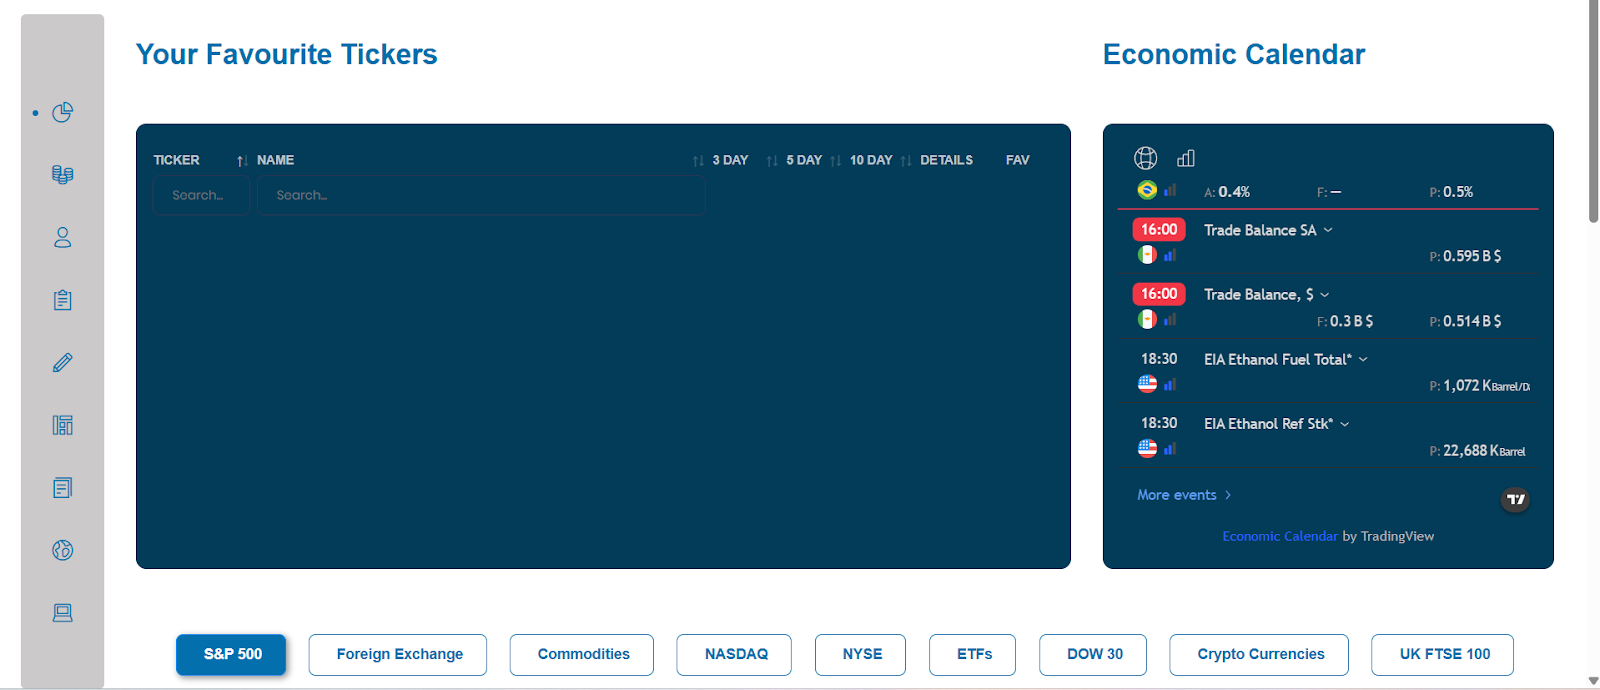 Your Favourite Tickers
Economic Calendar
TICKER NAME 3 DAY 5 DAY 10 DAY DETAILS FAV
Search... Search...
A: 0.4% F: — P: 0.5%
16:00 Trade Balance SA
P: 0.595 B $
16:00 Trade Balance, $
F: 0.3 B $ P: 0.514 B $
18:30 EIA Ethanol Fuel Total*
P: 1,072 K Barrel/D
18:30 EIA Ethanol Ref Stk*
P: 22,688 K Barrel
More events
Economic Calendar by TradingView
S&P 500 Foreign Exchange Commodities NASDAQ NYSE ETFs DOW 30 Crypto Currencies UK FTSE 100